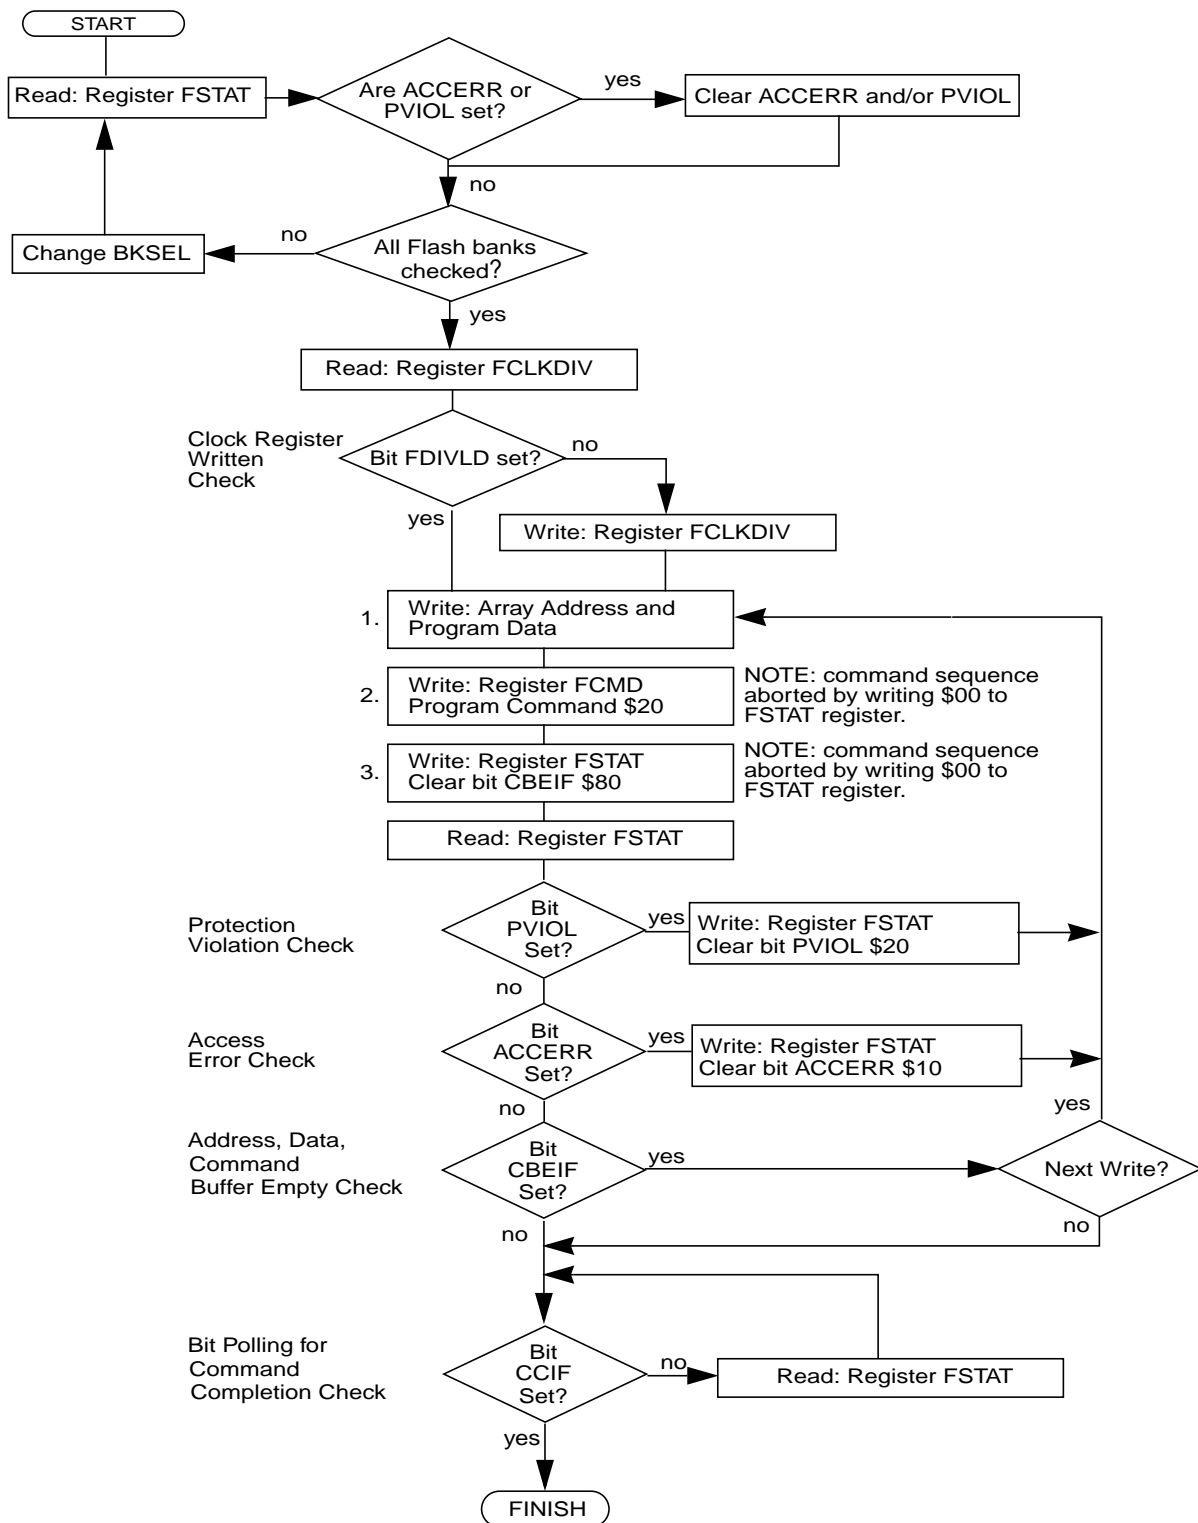 START
Read: Register FSTAT
Are ACCERR or
PVIOL set?
yes
Clear ACCERR and/or PVIOL
no
Change BKSEL
no
All Flash banks
checked?
yes
Read: Register FCLKDIV
Clock Register
Written
Check
Bit FDIVLD set?
no
yes
Write: Register FCLKDIV
1.
Write: Array Address and
Program Data
2.
Write: Register FCMD
Program Command $20
NOTE: command sequence
aborted by writing $00 to
FSTAT register.
3.
Write: Register FSTAT
Clear bit CBEIF $80
NOTE: command sequence
aborted by writing $00 to
FSTAT register.
Read: Register FSTAT
Protection
Violation Check
Bit
PVIOL
Set?
yes
Write: Register FSTAT
Clear bit PVIOL $20
no
Access
Error Check
Bit
ACCERR
Set?
yes
Write: Register FSTAT
Clear bit ACCERR $10
no
yes
Address, Data,
Command
Buffer Empty Check
Bit
CBEIF
Set?
yes
Next Write?
no
no
Bit Polling for
Command
Completion Check
Bit
CCIF
Set?
no
Read: Register FSTAT
yes
FINISH